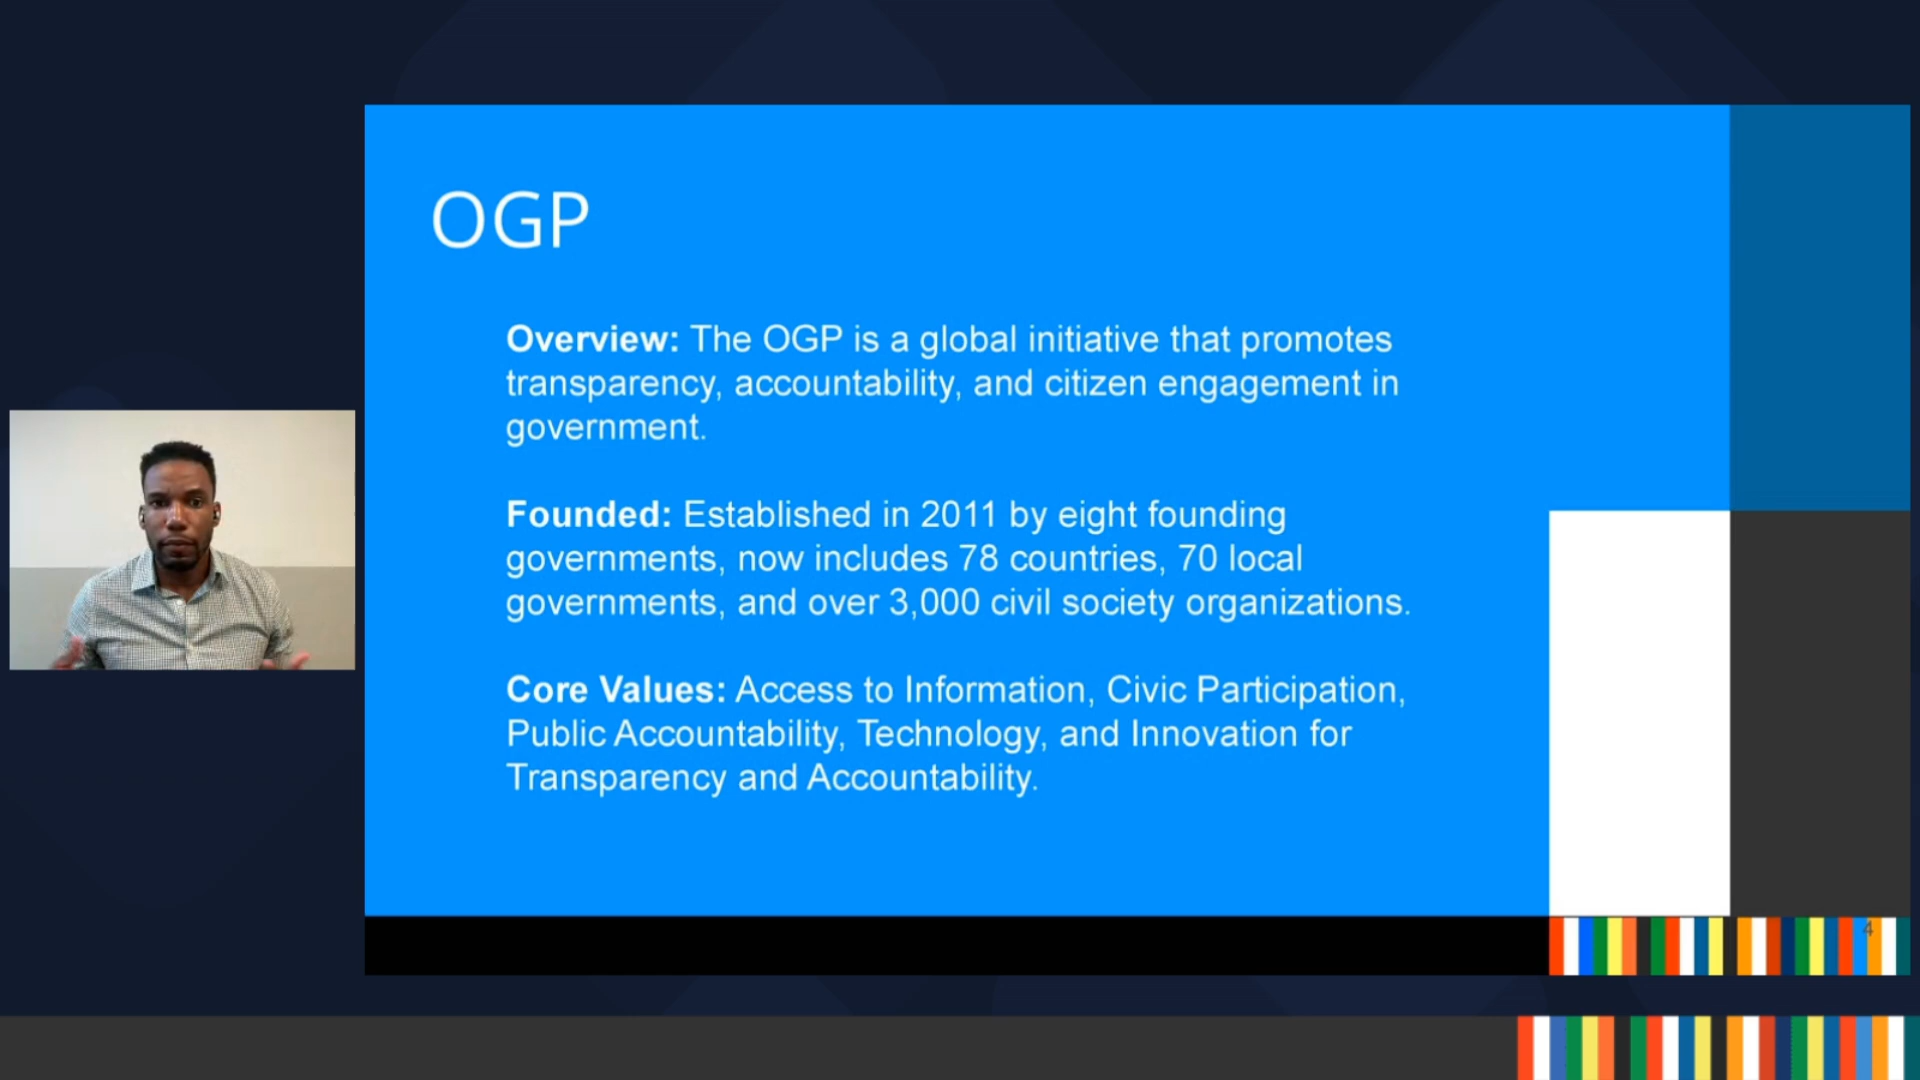 OGP
Overview: The OGP is a global initiative that promotes
transparency, accountability, and citizen engagement in
government.
Founded: Established in 2011 by eight founding
governments, now includes 78 countries, 70 local
governments, and over 3,000 civil society organizations.
Core Values: Access to Information, Civic Participation,
Public Accountability, Technology, and Innovation for
Transparency and Accountability.
4